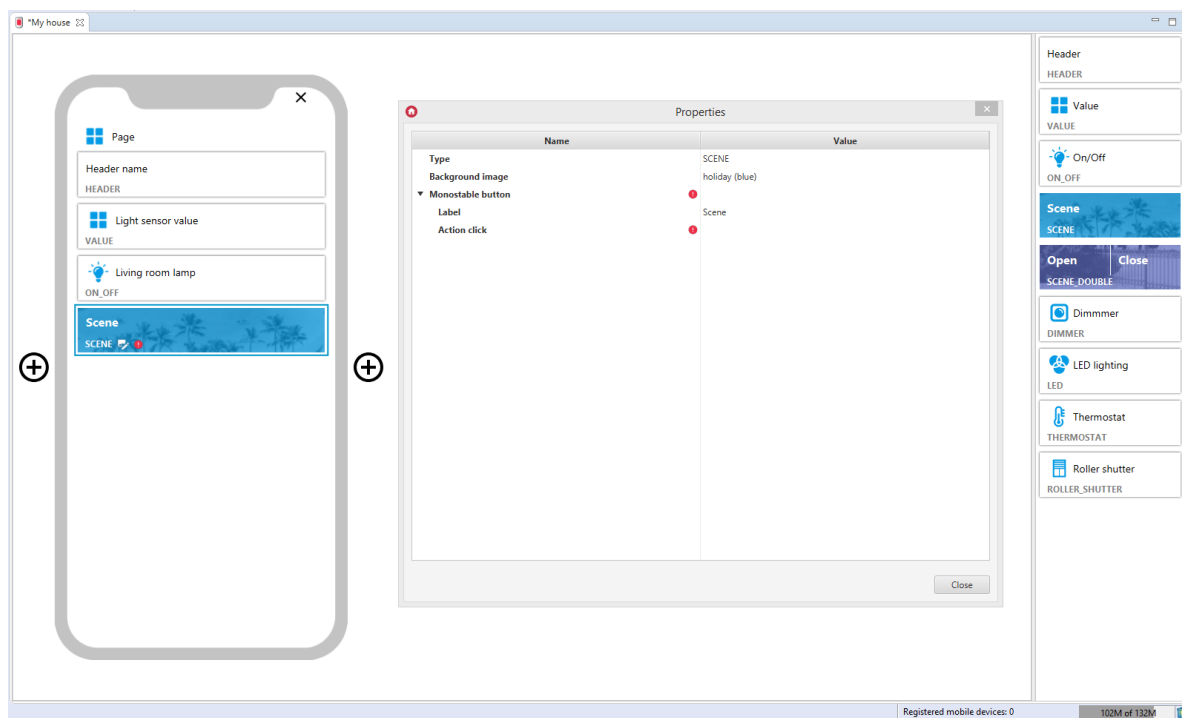 *My house
Page
Header name
HEADER
Light sensor value
VALUE
Living room lamp
ON_OFF
Scene
SCENE
Properties
Name Value
Type SCENE
Background image holiday (blue)
Monostable button
Label Scene
Action click
Close
Header
HEADER
Value
VALUE
On/Off
ON_OFF
Scene
SCENE
Open Close
SCENE_DOUBLE
Dimmmer
DIMMER
LED lighting
LED
Thermostat
THERMOSTAT
Roller shutter
ROLLER_SHUTTER
Registered mobile devices: 0
102M of 132M